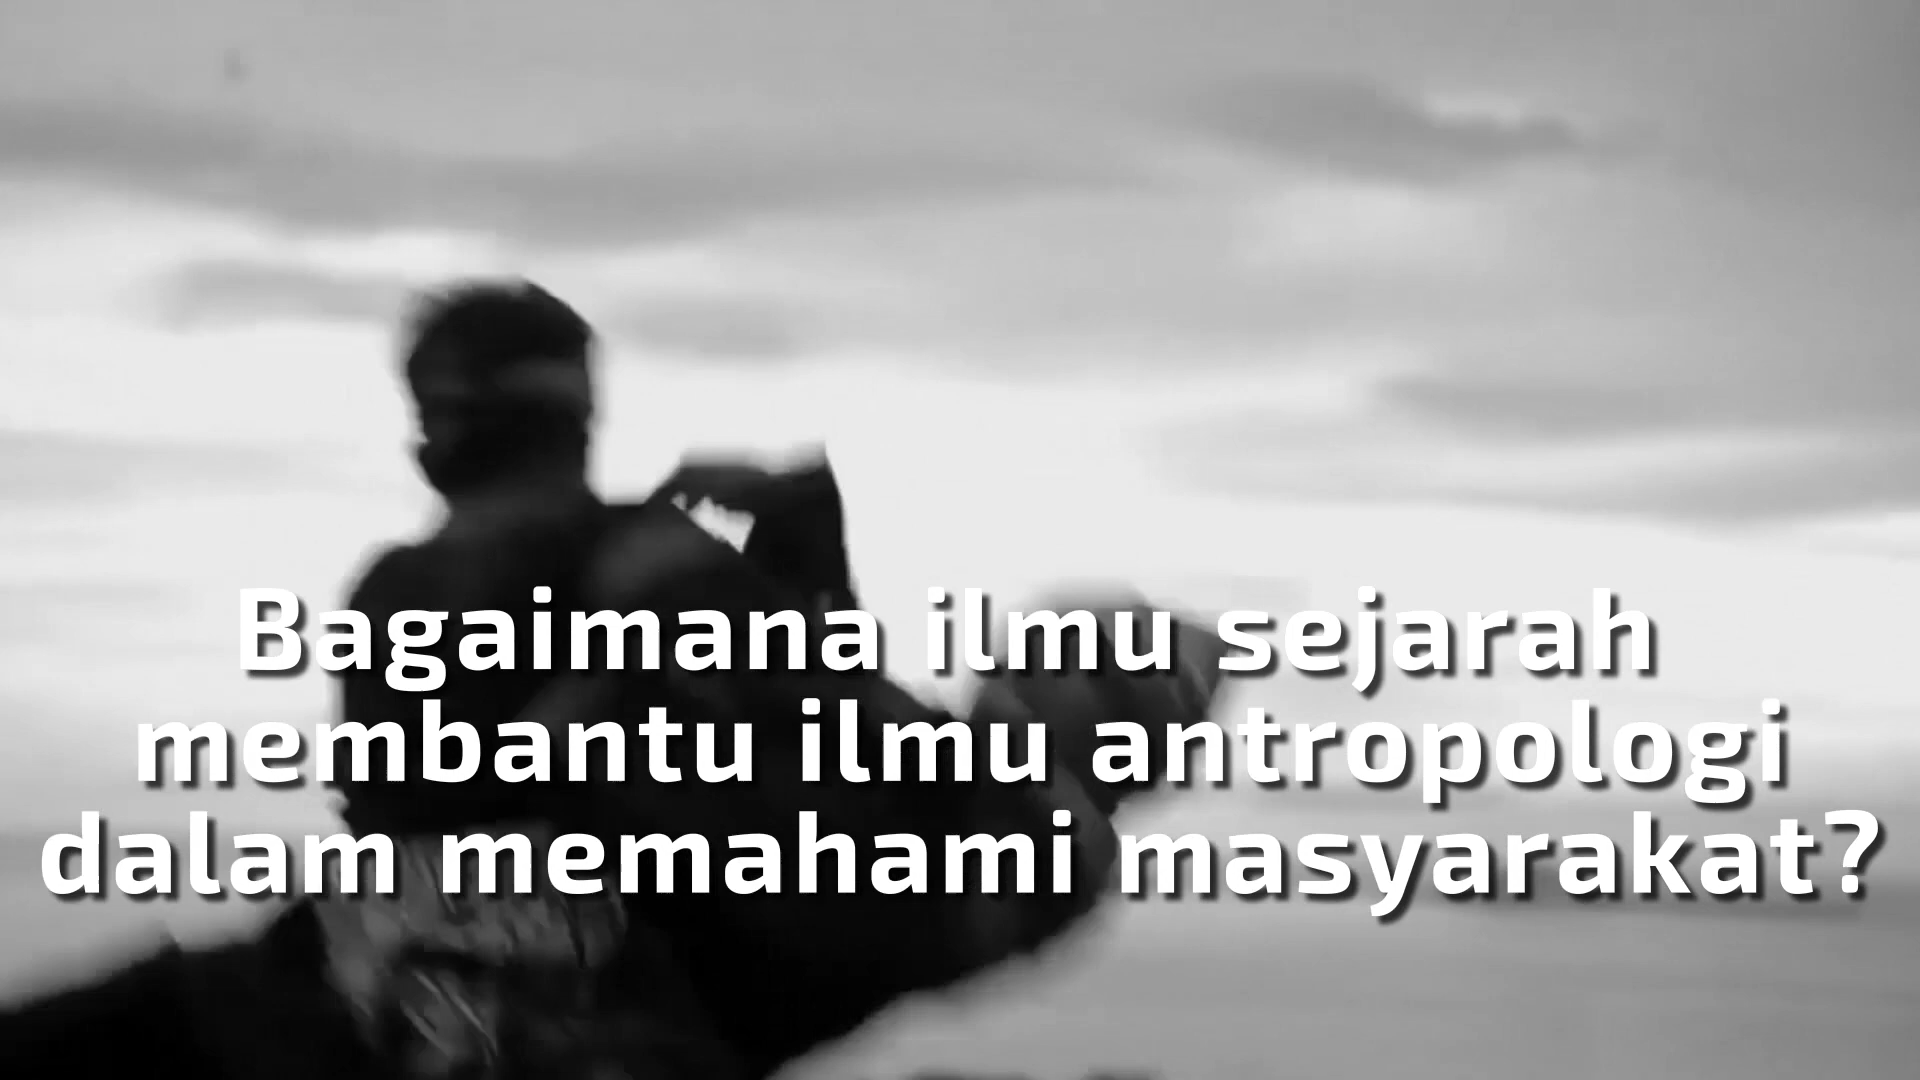 Bagaimana ilmu sejarah
membantu ilmu antropologi
dalam memahami masyarakat?